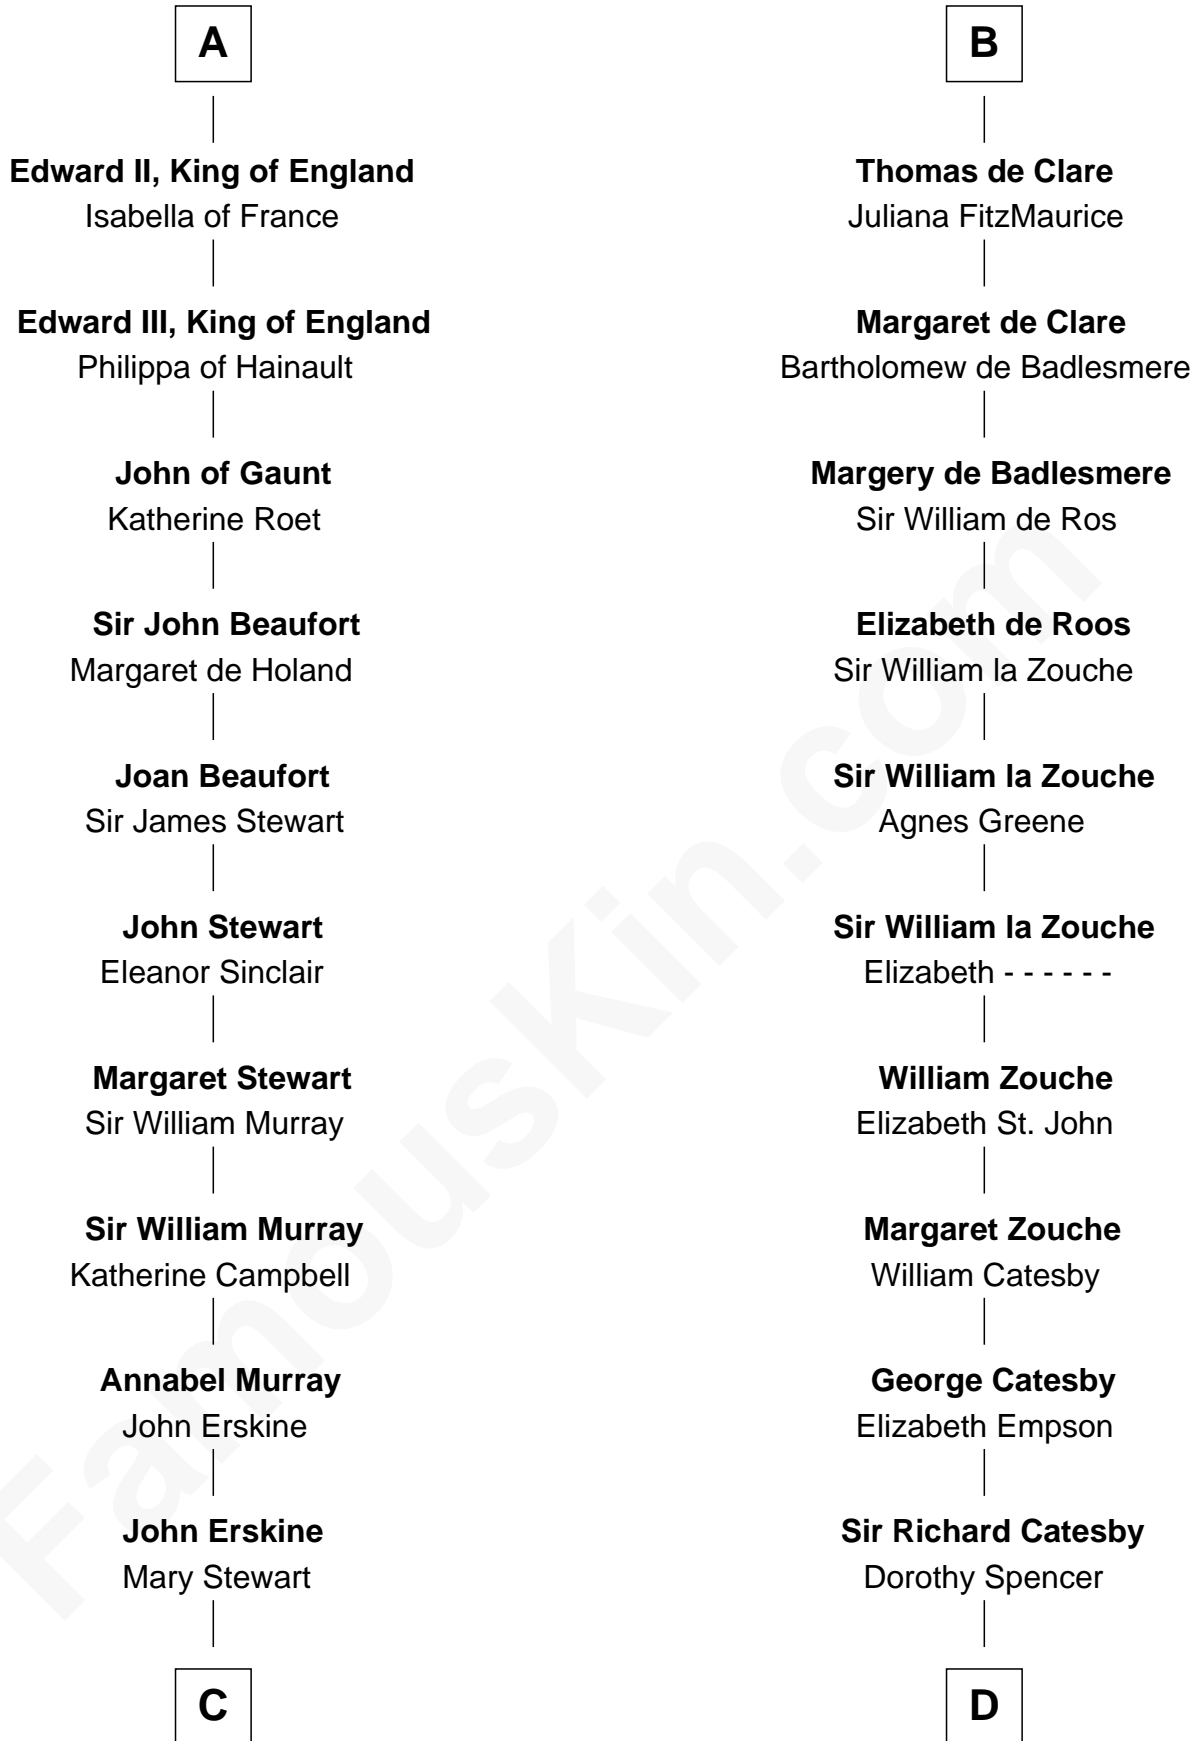 A
Edward II, King of England
Isabella of France
Edward III, King of England
Philippa of Hainault
John of Gaunt
Katherine Roet
Sir John Beaufort
Margaret de Holand
Joan Beaufort
Sir James Stewart
John Stewart
Eleanor Sinclair
Margaret Stewart
Sir William Murray
Sir William Murray
Katherine Campbell
Annabel Murray
John Erskine
John Erskine
Mary Stewart
C
B
Thomas de Clare
Juliana FitzMaurice
Margaret de Clare
Bartholomew de Badlesmere
Margery de Badlesmere
Sir William de Ros
Elizabeth de Roos
Sir William la Zouche
Sir William la Zouche
Agnes Greene
Sir William la Zouche
Elizabeth - - - - - -
William Zouche
Elizabeth St. John
Margaret Zouche
William Catesby
George Catesby
Elizabeth Empson
Sir Richard Catesby
Dorothy Spencer
D
FamousKin.com